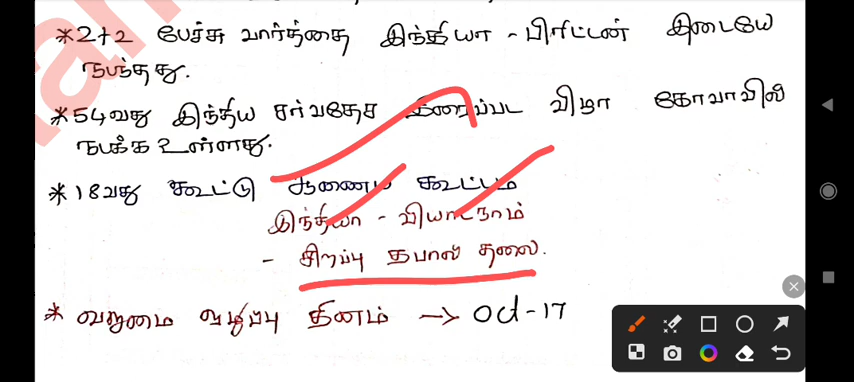 *2+2 பேச்சு வார்த்தை இந்தியா - பிரிட்டன் இடையே
நடந்தது.
*54வது இந்திய சர்வதேச திரைப்பட விழா கோவாவில்
நடக்க உள்ளது.
*18வது கூட்டு ஆணைய கூட்டம்
இந்தியா - வியாட்நாம்
- சிறப்பு தபால் தலை.
* வறுமை ஒழிப்பு தினம் → Oct-17